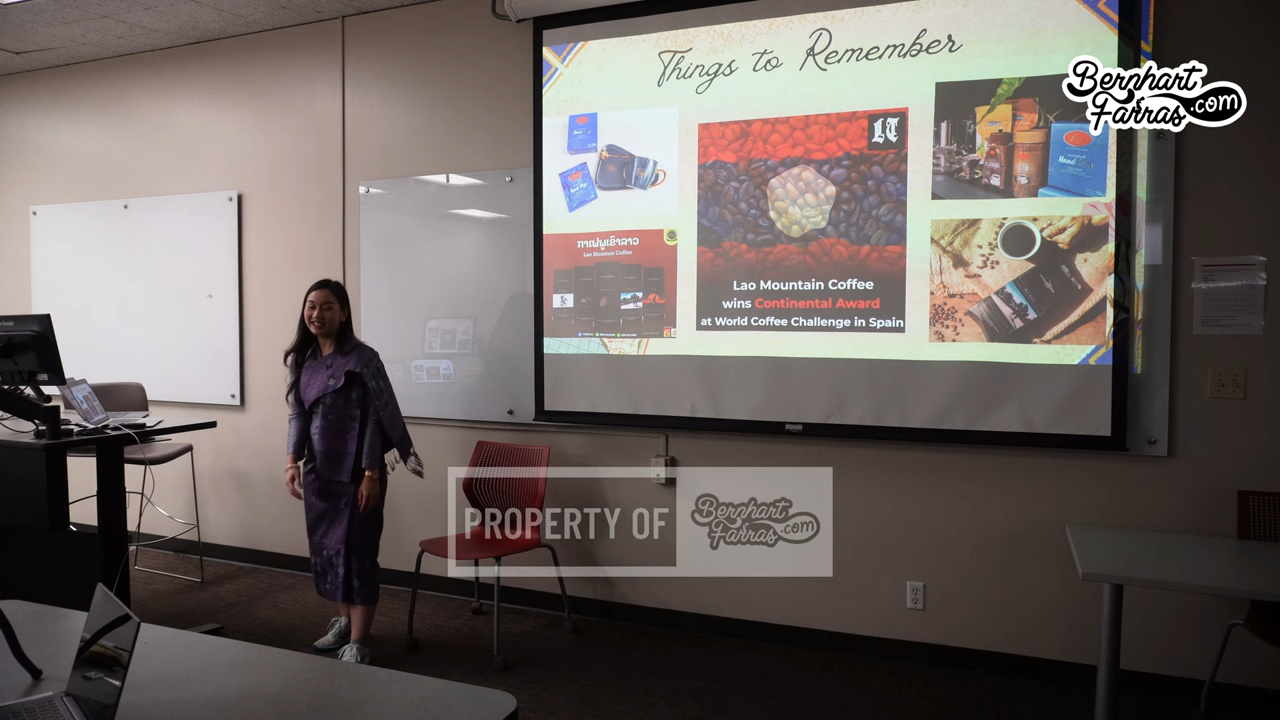 Things to Remember
Bernhart
Farras
.com
LT
ກາເຟພູເຂົາລາວ
Lao Mountain Coffee
Lao Mountain Coffee
wins Continental Award
at World Coffee Challenge in Spain
PROPERTY OF
Bernhart
Farras
.com